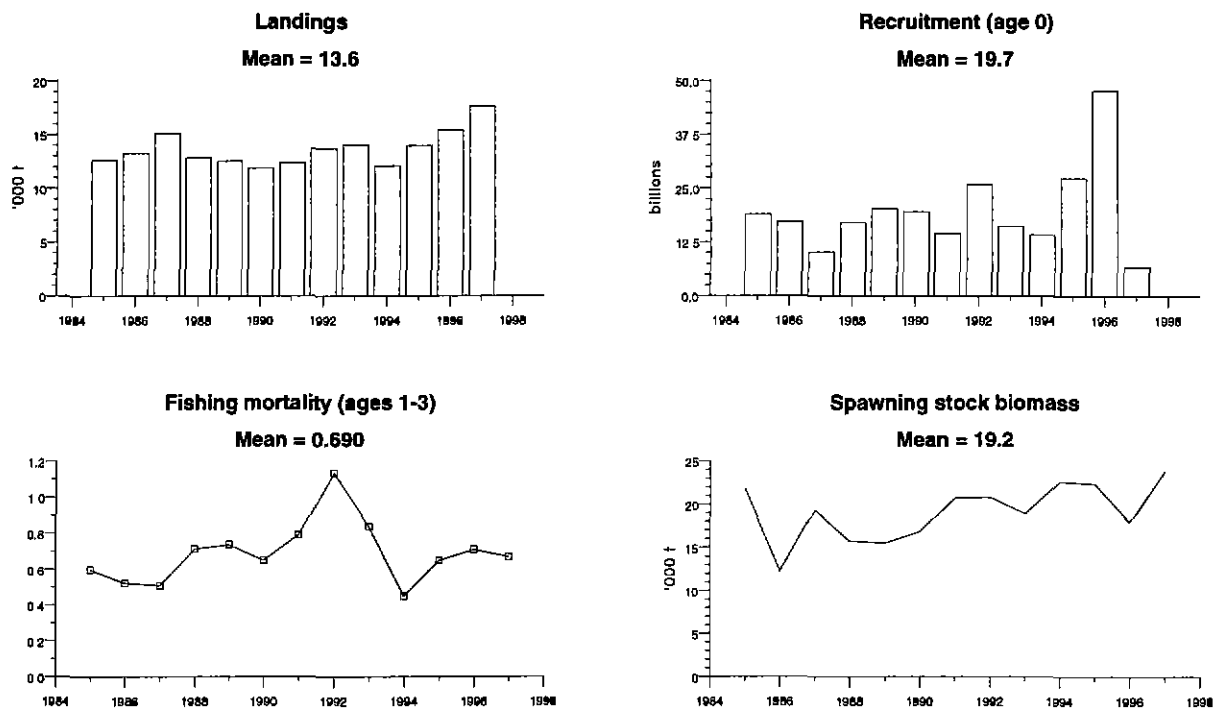 Landings
Mean = 13.6
20
15
10
5
0
'000 t
1984 1986 1988 1990 1992 1994 1996 1998
Recruitment (age 0)
Mean = 19.7
50.0
37 5
25.0
12.5
0.0
billions
1984 1986 1988 1990 1992 1994 1996 1998
Fishing mortality (ages 1-3)
Mean = 0.690
1.2
1.0
0.8
0.6
0 4
0 2
0 0
1984 1986 1988 1990 1992 1994 1996 1998
Spawning stock biomass
Mean = 19.2
25
20
15
10
5
0
'000 t
1984 1986 1988 1990 1992 1994 1996 1998